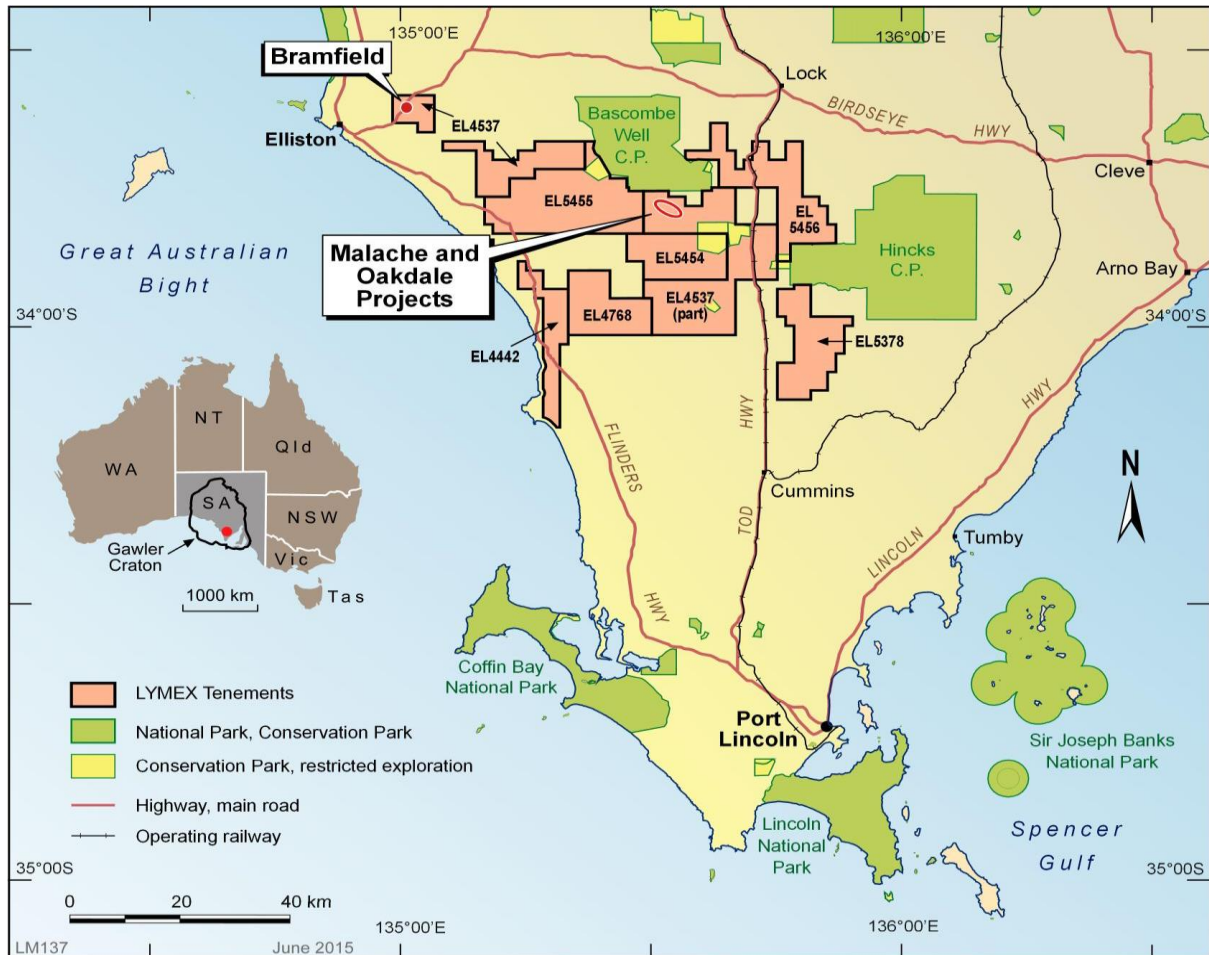 135°00'E
136°00'E
Bramfield
Lock
BIRDSEYE
HWY
EL4537
Elliston
Bascombe
Well
C.P.
Cleve
EL5455
EL
5456
Great Australian
Bight
Malache and
Oakdale
Projects
EL5454
Hincks
C.P.
Arno Bay
EL4768
EL4537
(part)
34°00'S
EL4442
EL5378
HWY
HWY
NT
Qld
WA
SA
NSW
Vic
Tas
Gawler
Craton
1000 km
FLINDERS
HWY
TOD
Cummins
LINCOLN
Tumby
N
Coffin Bay
National Park
LYMEX Tenements
National Park, Conservation Park
Conservation Park, restricted exploration
Highway, main road
Operating railway
Port
Lincoln
Sir Joseph Banks
National Park
Lincoln
National
Park
Spencer
Gulf
35°00'S
35°00'S
0 20 40 km
135°00'E
136°00'E
LM137
June 2015